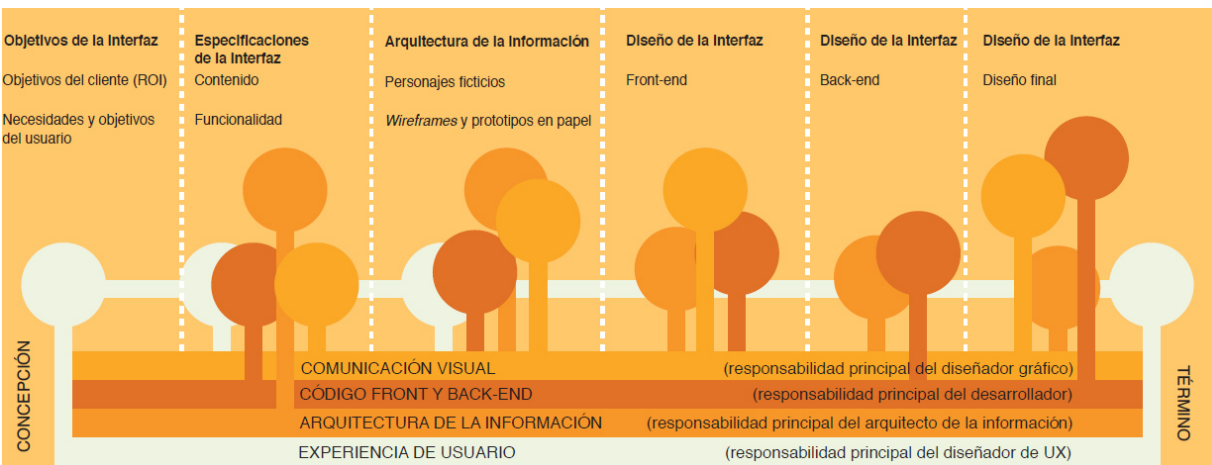 Objetivos de la Interfaz
Objetivos del cliente (ROI)
Necesidades y objetivos
del usuario
Especificaciones
de la Interfaz
Contenido
Funcionalidad
Arquitectura de la Información
Personajes ficticios
Wireframes y prototipos en papel
Diseño de la Interfaz
Front-end
Diseño de la Interfaz
Back-end
Diseño de la Interfaz
Diseño final
CONCEPCIÓN
COMUNICACIÓN VISUAL (responsabilidad principal del diseñador gráfico)
CÓDIGO FRONT Y BACK-END (responsabilidad principal del desarrollador)
ARQUITECTURA DE LA INFORMACIÓN (responsabilidad principal del arquitecto de la información)
EXPERIENCIA DE USUARIO (responsabilidad principal del diseñador de UX)
TÉRMINO